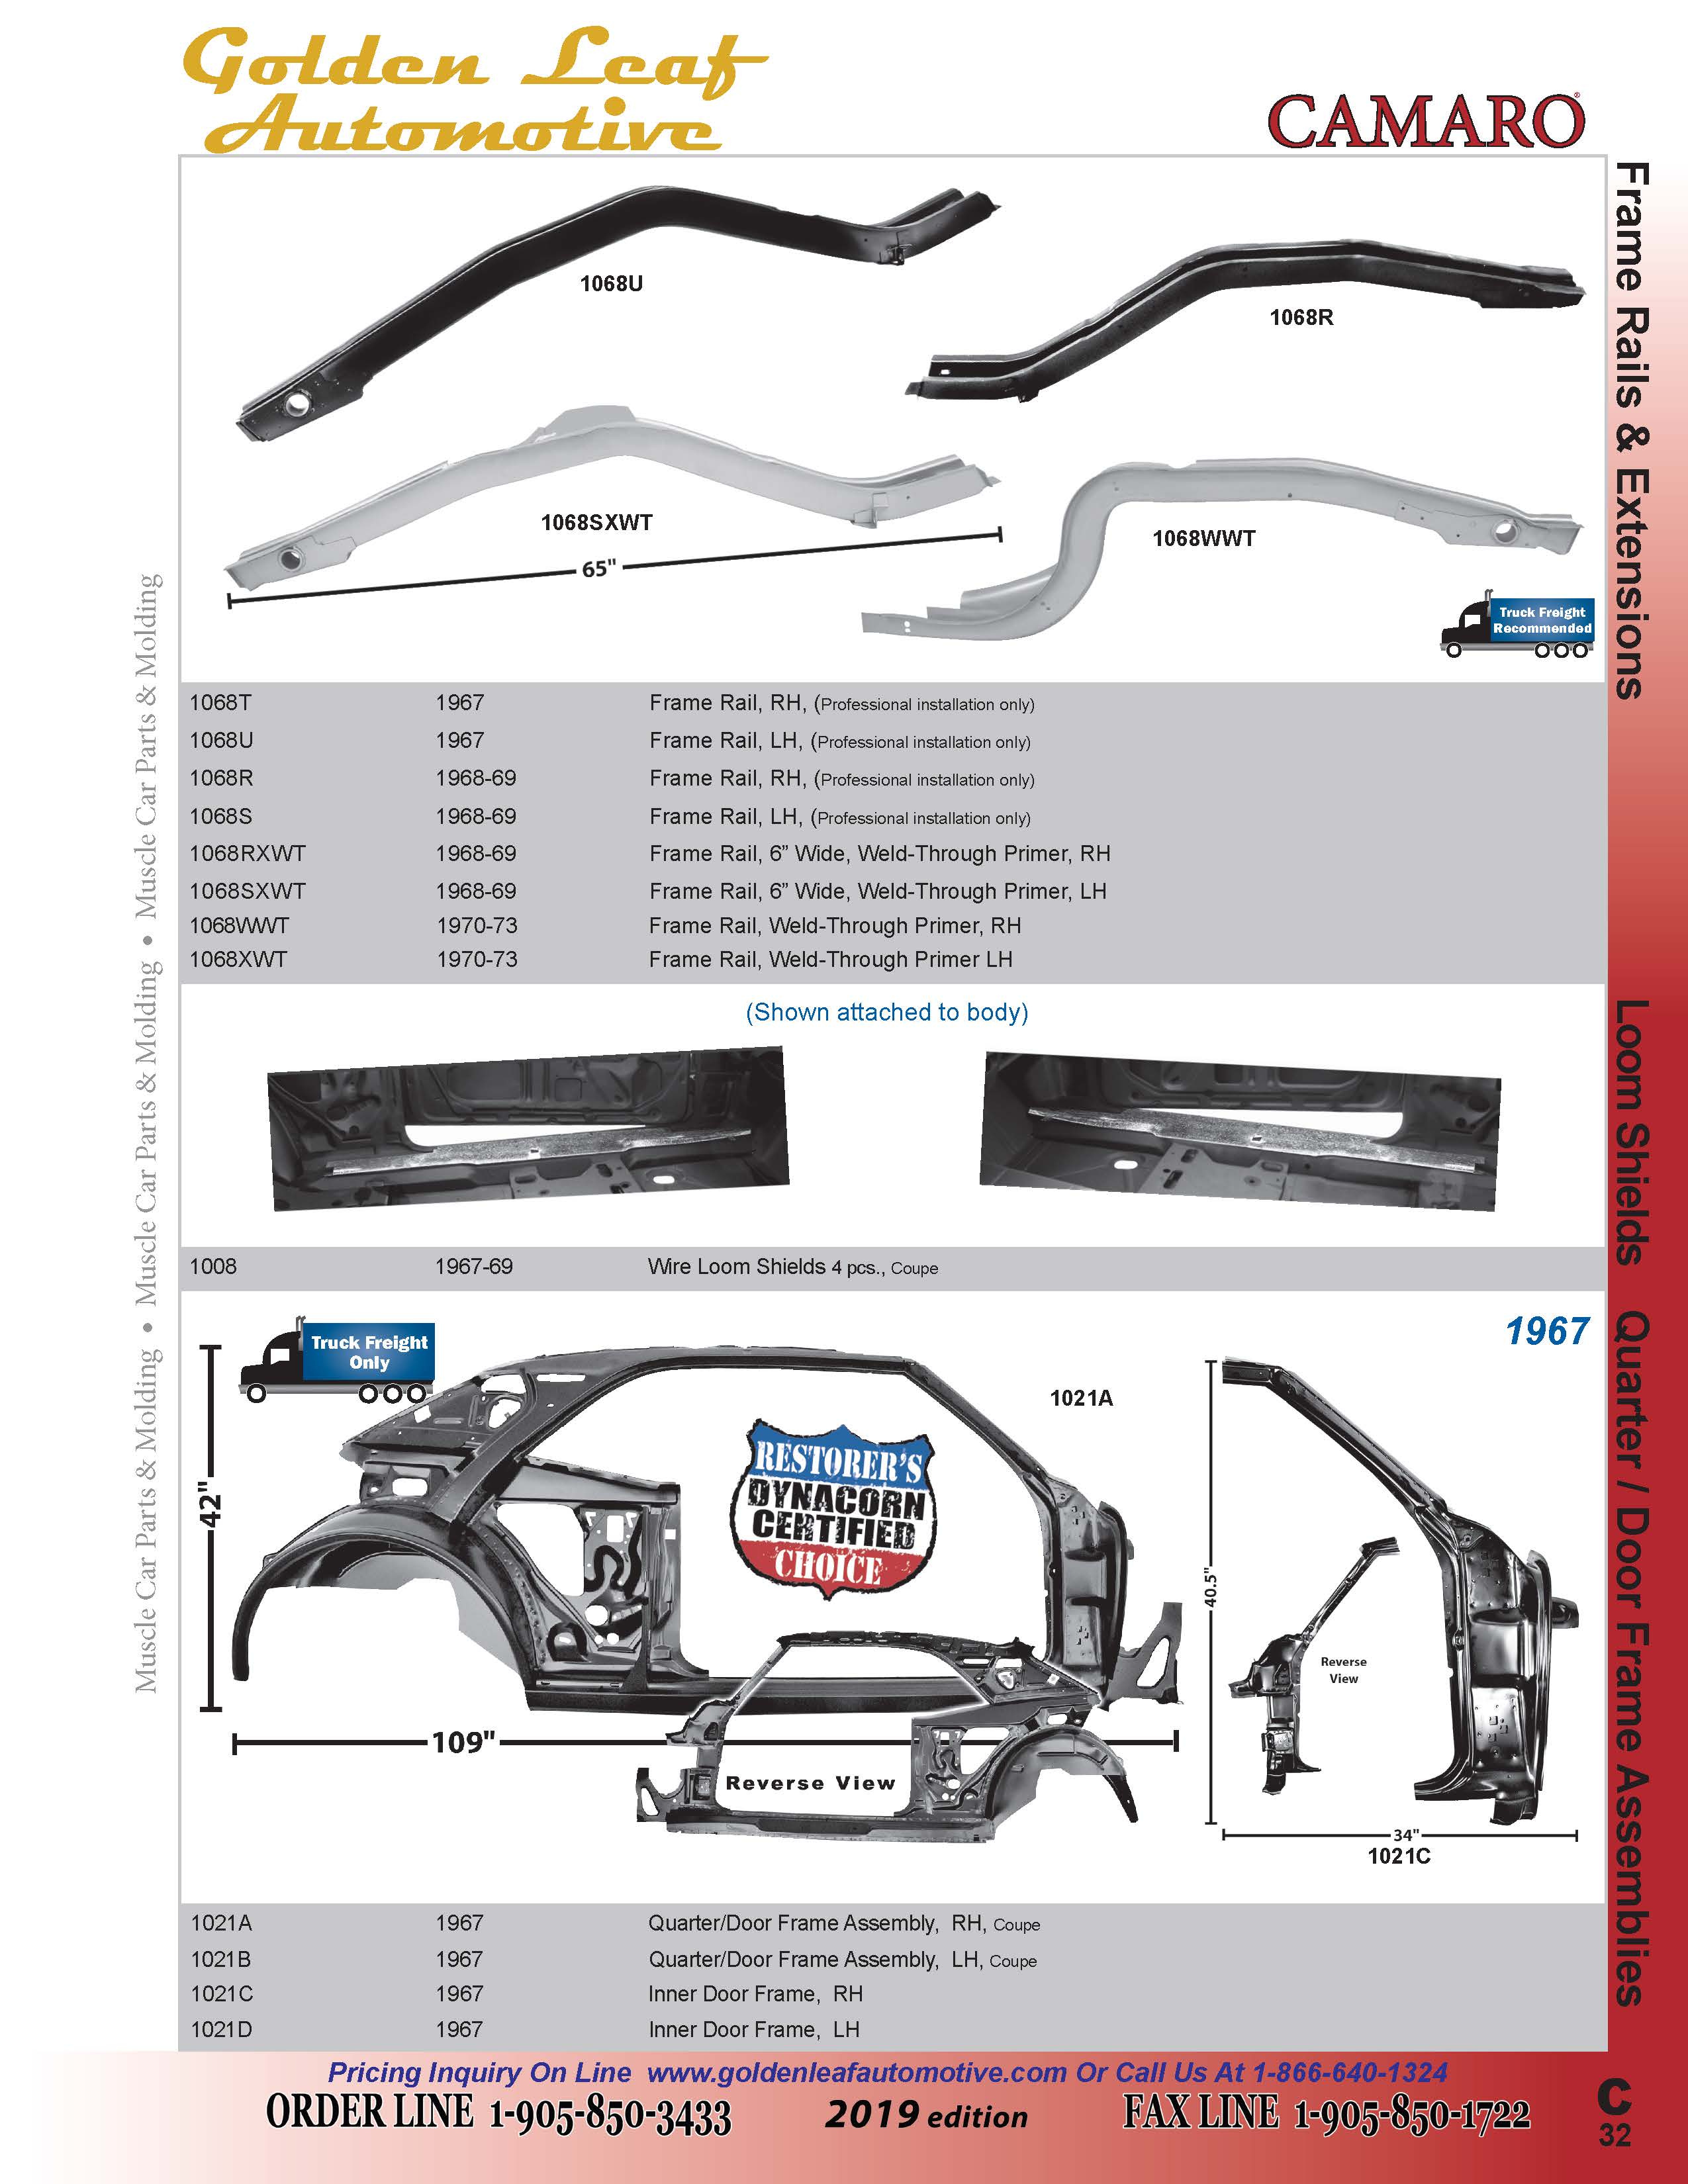 Golden Leaf
Automotive
CAMARO®
Frame Rails & Extensions
Loom Shields
Quarter / Door Frame Assemblies
Muscle Car Parts & Molding • Muscle Car Parts & Molding • Muscle Car Parts & Molding
1068U
1068R
1068SXWT
1068WWT
65"
Truck Freight
Recommended
1068T 1967 Frame Rail, RH, (Professional installation only)
1068U 1967 Frame Rail, LH, (Professional installation only)
1068R 1968-69 Frame Rail, RH, (Professional installation only)
1068S 1968-69 Frame Rail, LH, (Professional installation only)
1068RXWT 1968-69 Frame Rail, 6” Wide, Weld-Through Primer, RH
1068SXWT 1968-69 Frame Rail, 6” Wide, Weld-Through Primer, LH
1068WWT 1970-73 Frame Rail, Weld-Through Primer, RH
1068XWT 1970-73 Frame Rail, Weld-Through Primer LH
(Shown attached to body)
1008 1967-69 Wire Loom Shields 4 pcs., Coupe
Truck Freight
Only
1967
1021A
RESTORER'S
DYNACORN
CERTIFIED
CHOICE
42"
40.5"
Reverse
View
109"
Reverse View
34"
1021C
1021A 1967 Quarter/Door Frame Assembly, RH, Coupe
1021B 1967 Quarter/Door Frame Assembly, LH, Coupe
1021C 1967 Inner Door Frame, RH
1021D 1967 Inner Door Frame, LH
Pricing Inquiry On Line www.goldenleafautomotive.com Or Call Us At 1-866-640-1324
ORDER LINE 1-905-850-3433 2019 edition FAX LINE 1-905-850-1722
C
32